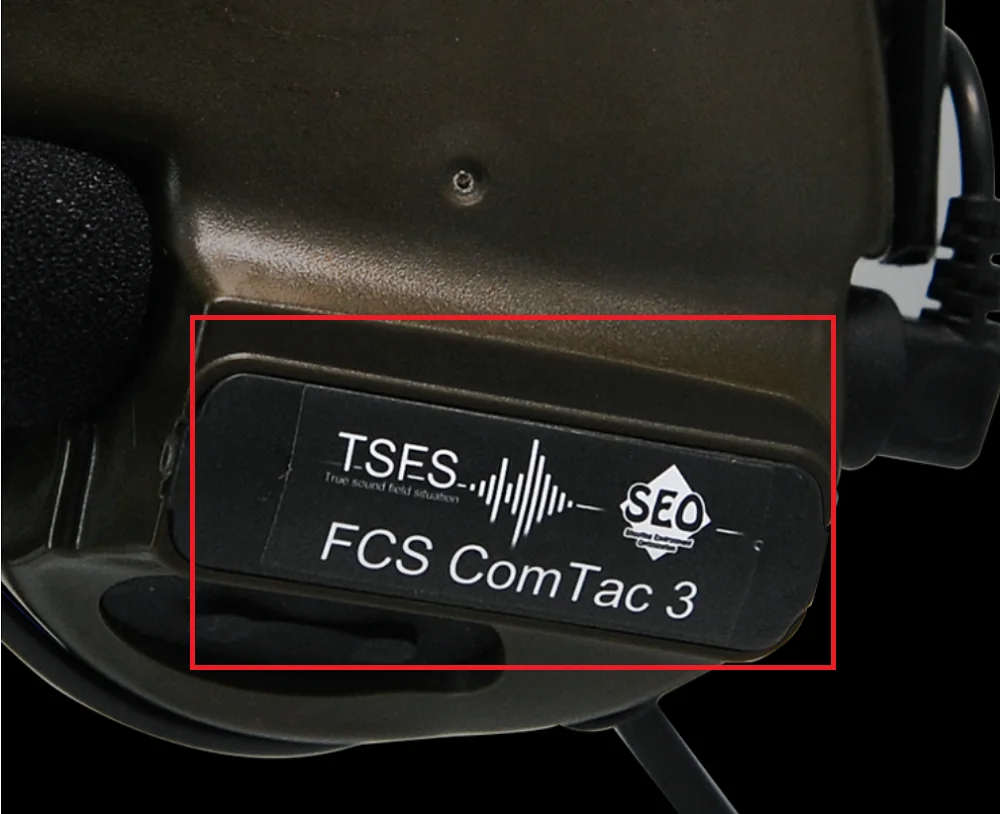 TSFS
True sound field situation
SEO
FCS ComTac 3